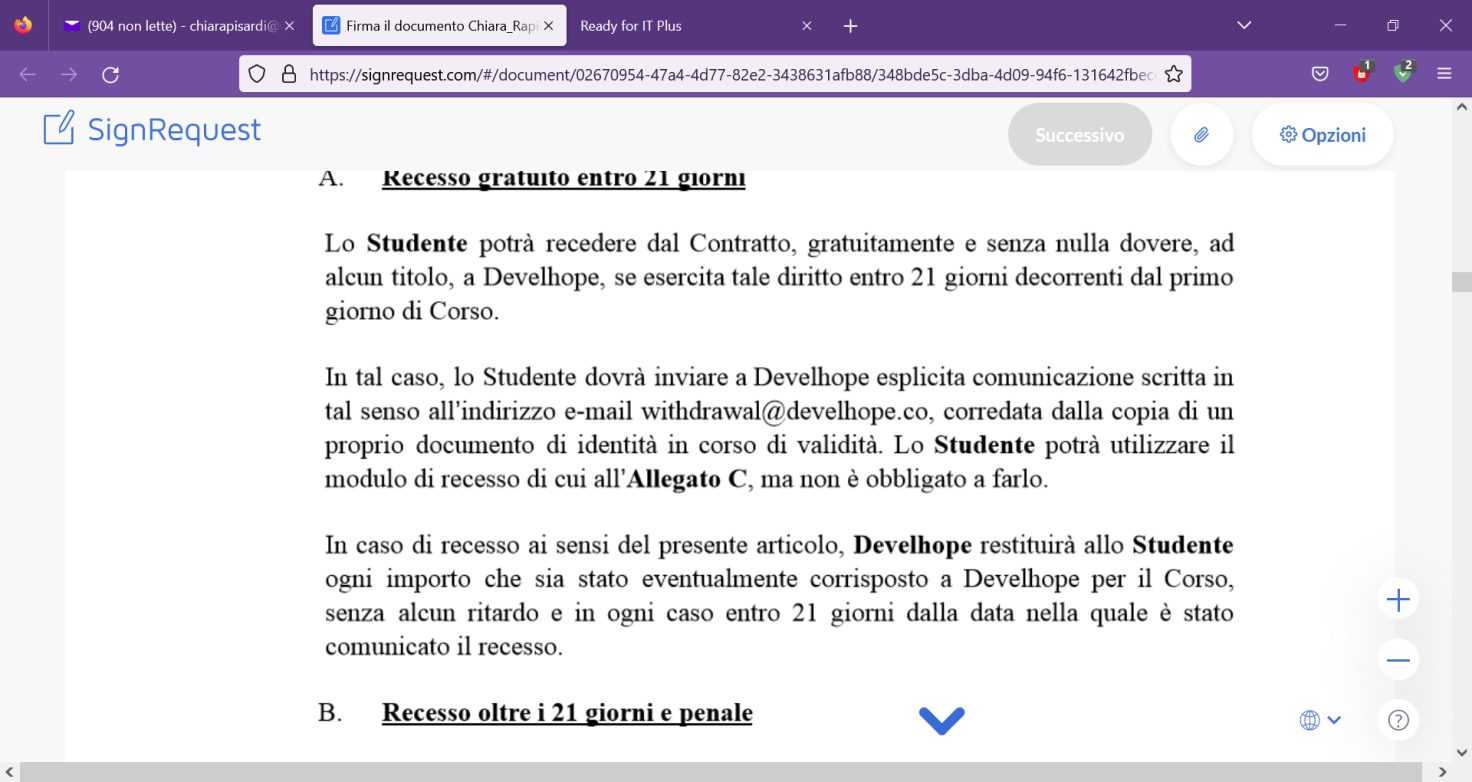 (904 non lette) - chiarapisardi@
Firma il documento Chiara_Rapi
Ready for IT Plus
https://signrequest.com/#/document/02670954-47a4-4d77-82e2-3438631afb88/348bde5c-3dba-4d09-94f6-131642fbec
1
2
SignRequest
Successivo
Opzioni
A. Recesso gratuito entro 21 giorni
Lo Studente potrà recedere dal Contratto, gratuitamente e senza nulla dovere, ad
alcun titolo, a Develhope, se esercita tale diritto entro 21 giorni decorrenti dal primo
giorno di Corso.
In tal caso, lo Studente dovrà inviare a Develhope esplicita comunicazione scritta in
tal senso all'indirizzo e-mail withdrawal@develhope.co, corredata dalla copia di un
proprio documento di identità in corso di validità. Lo Studente potrà utilizzare il
modulo di recesso di cui all'Allegato C, ma non è obbligato a farlo.
In caso di recesso ai sensi del presente articolo, Develhope restituirà allo Studente
ogni importo che sia stato eventualmente corrisposto a Develhope per il Corso,
senza alcun ritardo e in ogni caso entro 21 giorni dalla data nella quale è stato
comunicato il recesso.
B. Recesso oltre i 21 giorni e penale